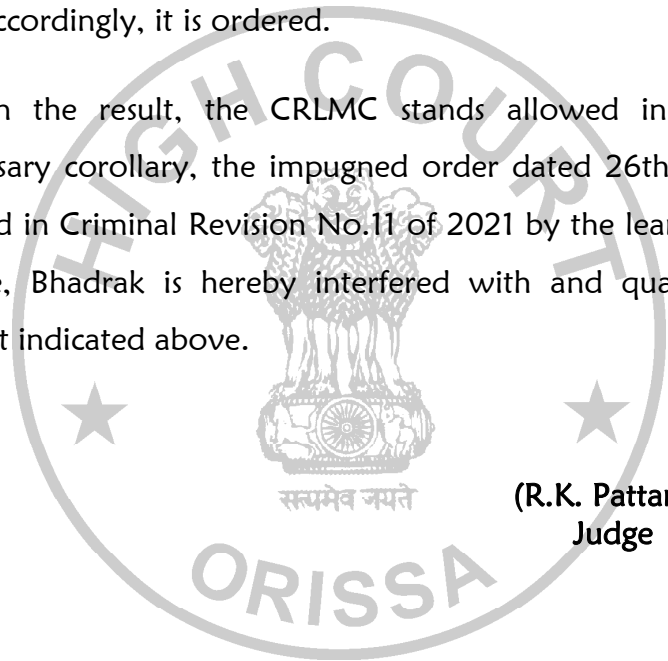 ccordingly, it is ordered.
n the result, the CRLMC stands allowed in
sary corollary, the impugned order dated 26th
d in Criminal Revision No.11 of 2021 by the lear
e, Bhadrak is hereby interfered with and qua
t indicated above.
HIGH COURT
सत्यमेव जयते
(R.K. Pattar
Judge
ORISSA